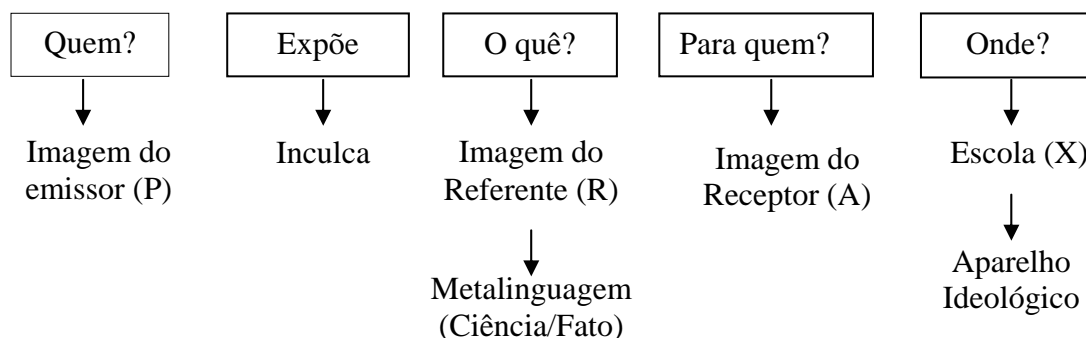 Quem?
Expõe
O quê?
Para quem?
Onde?
Imagem do
emissor (P)
Inculca
Imagem do
Referente (R)
Imagem do
Receptor (A)
Escola (X)
Metalinguagem
(Ciência/Fato)
Aparelho
Ideológico